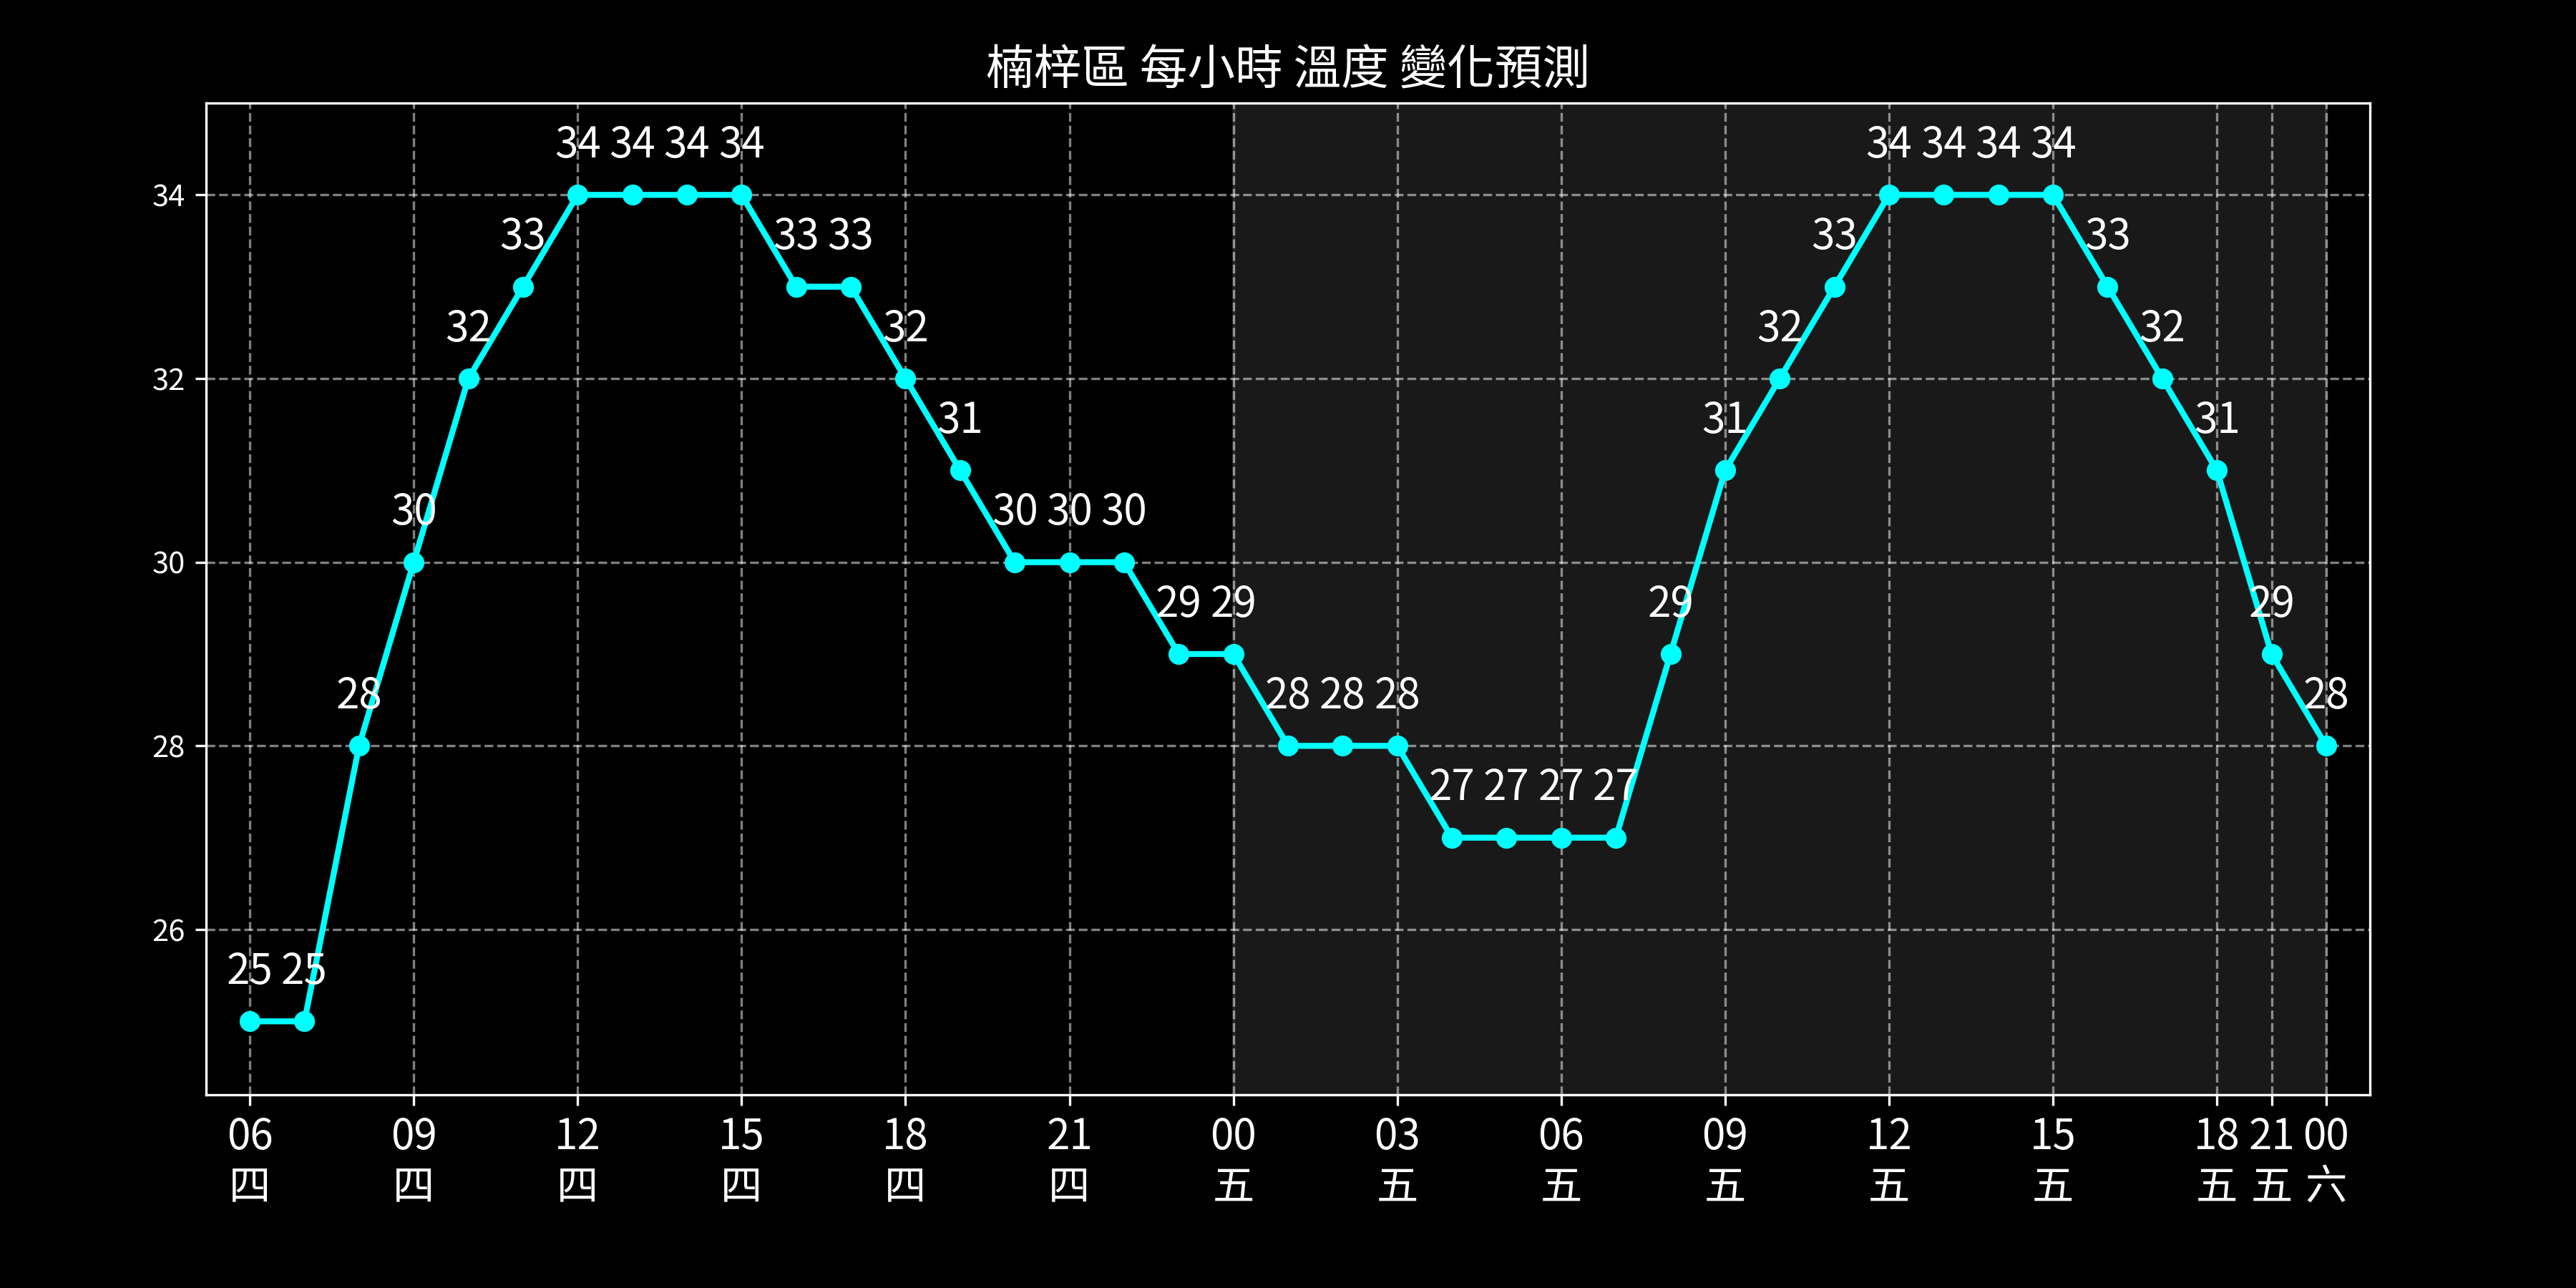 楠梓區 每小時 溫度 變化預測
34 34 34 34 34 34 34 34
34
33 33 33 33 33
32 32 32 32
32
31 31 31
30 30 30 30
30
29 29 29 29
28 28 28 28 28
28
27 27 27 27
26
25 25
06 09 12 15 18 21 00 03 06 09 12 15 18 21 00
四 四 四 四 四 四 五 五 五 五 五 五 五 五 六